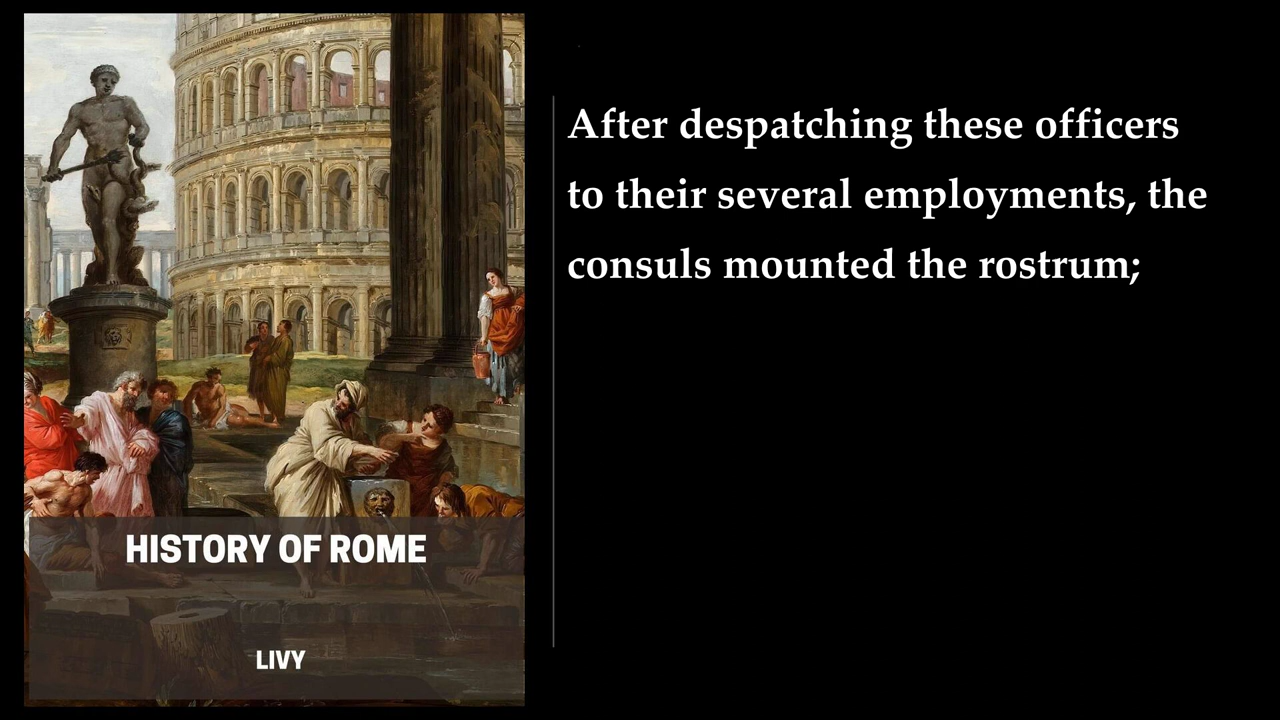 After despatching these officers
to their several employments, the
consuls mounted the rostrum;
HISTORY OF ROME
LIVY